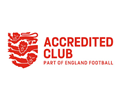 ACCREDITED
CLUB
PART OF ENGLAND FOOTBALL